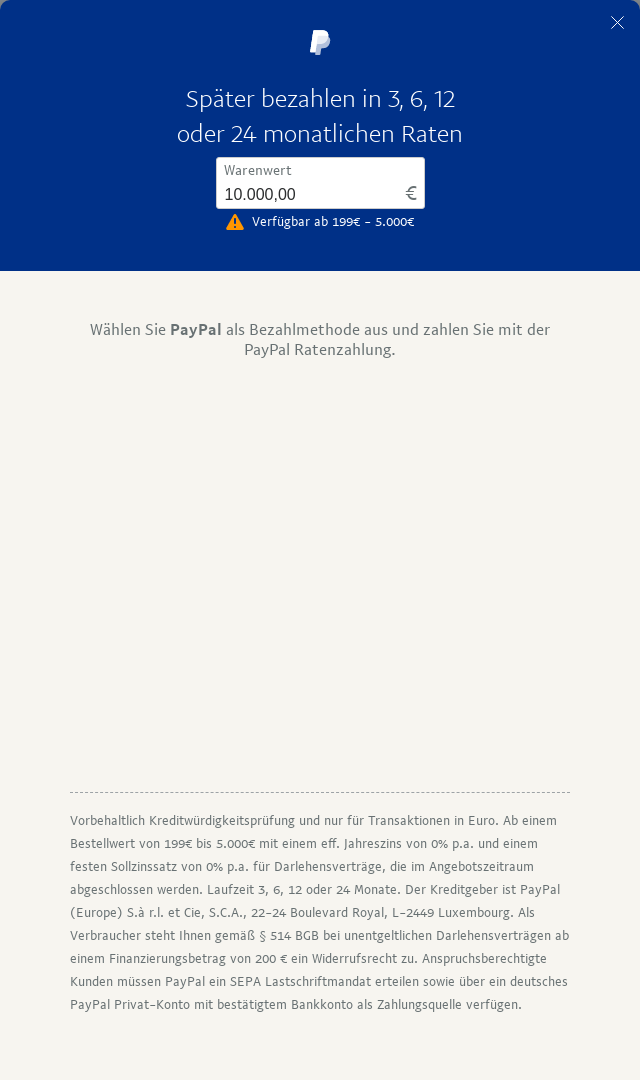 Später bezahlen in 3, 6, 12
oder 24 monatlichen Raten
Warenwert
10.000,00 €
Verfügbar ab 199€ - 5.000€
Wählen Sie PayPal als Bezahlmethode aus und zahlen Sie mit der
PayPal Ratenzahlung.
Vorbehaltlich Kreditwürdigkeitsprüfung und nur für Transaktionen in Euro. Ab einem
Bestellwert von 199€ bis 5.000€ mit einem eff. Jahreszins von 0% p.a. und einem
festen Sollzinssatz von 0% p.a. für Darlehensverträge, die im Angebotszeitraum
abgeschlossen werden. Laufzeit 3, 6, 12 oder 24 Monate. Der Kreditgeber ist PayPal
(Europe) S.à r.l. et Cie, S.C.A., 22-24 Boulevard Royal, L-2449 Luxembourg. Als
Verbraucher steht Ihnen gemäß § 514 BGB bei unentgeltlichen Darlehensverträgen ab
einem Finanzierungsbetrag von 200 € ein Widerrufsrecht zu. Anspruchsberechtigte
Kunden müssen PayPal ein SEPA Lastschriftmandat erteilen sowie über ein deutsches
PayPal Privat-Konto mit bestätigtem Bankkonto als Zahlungsquelle verfügen.